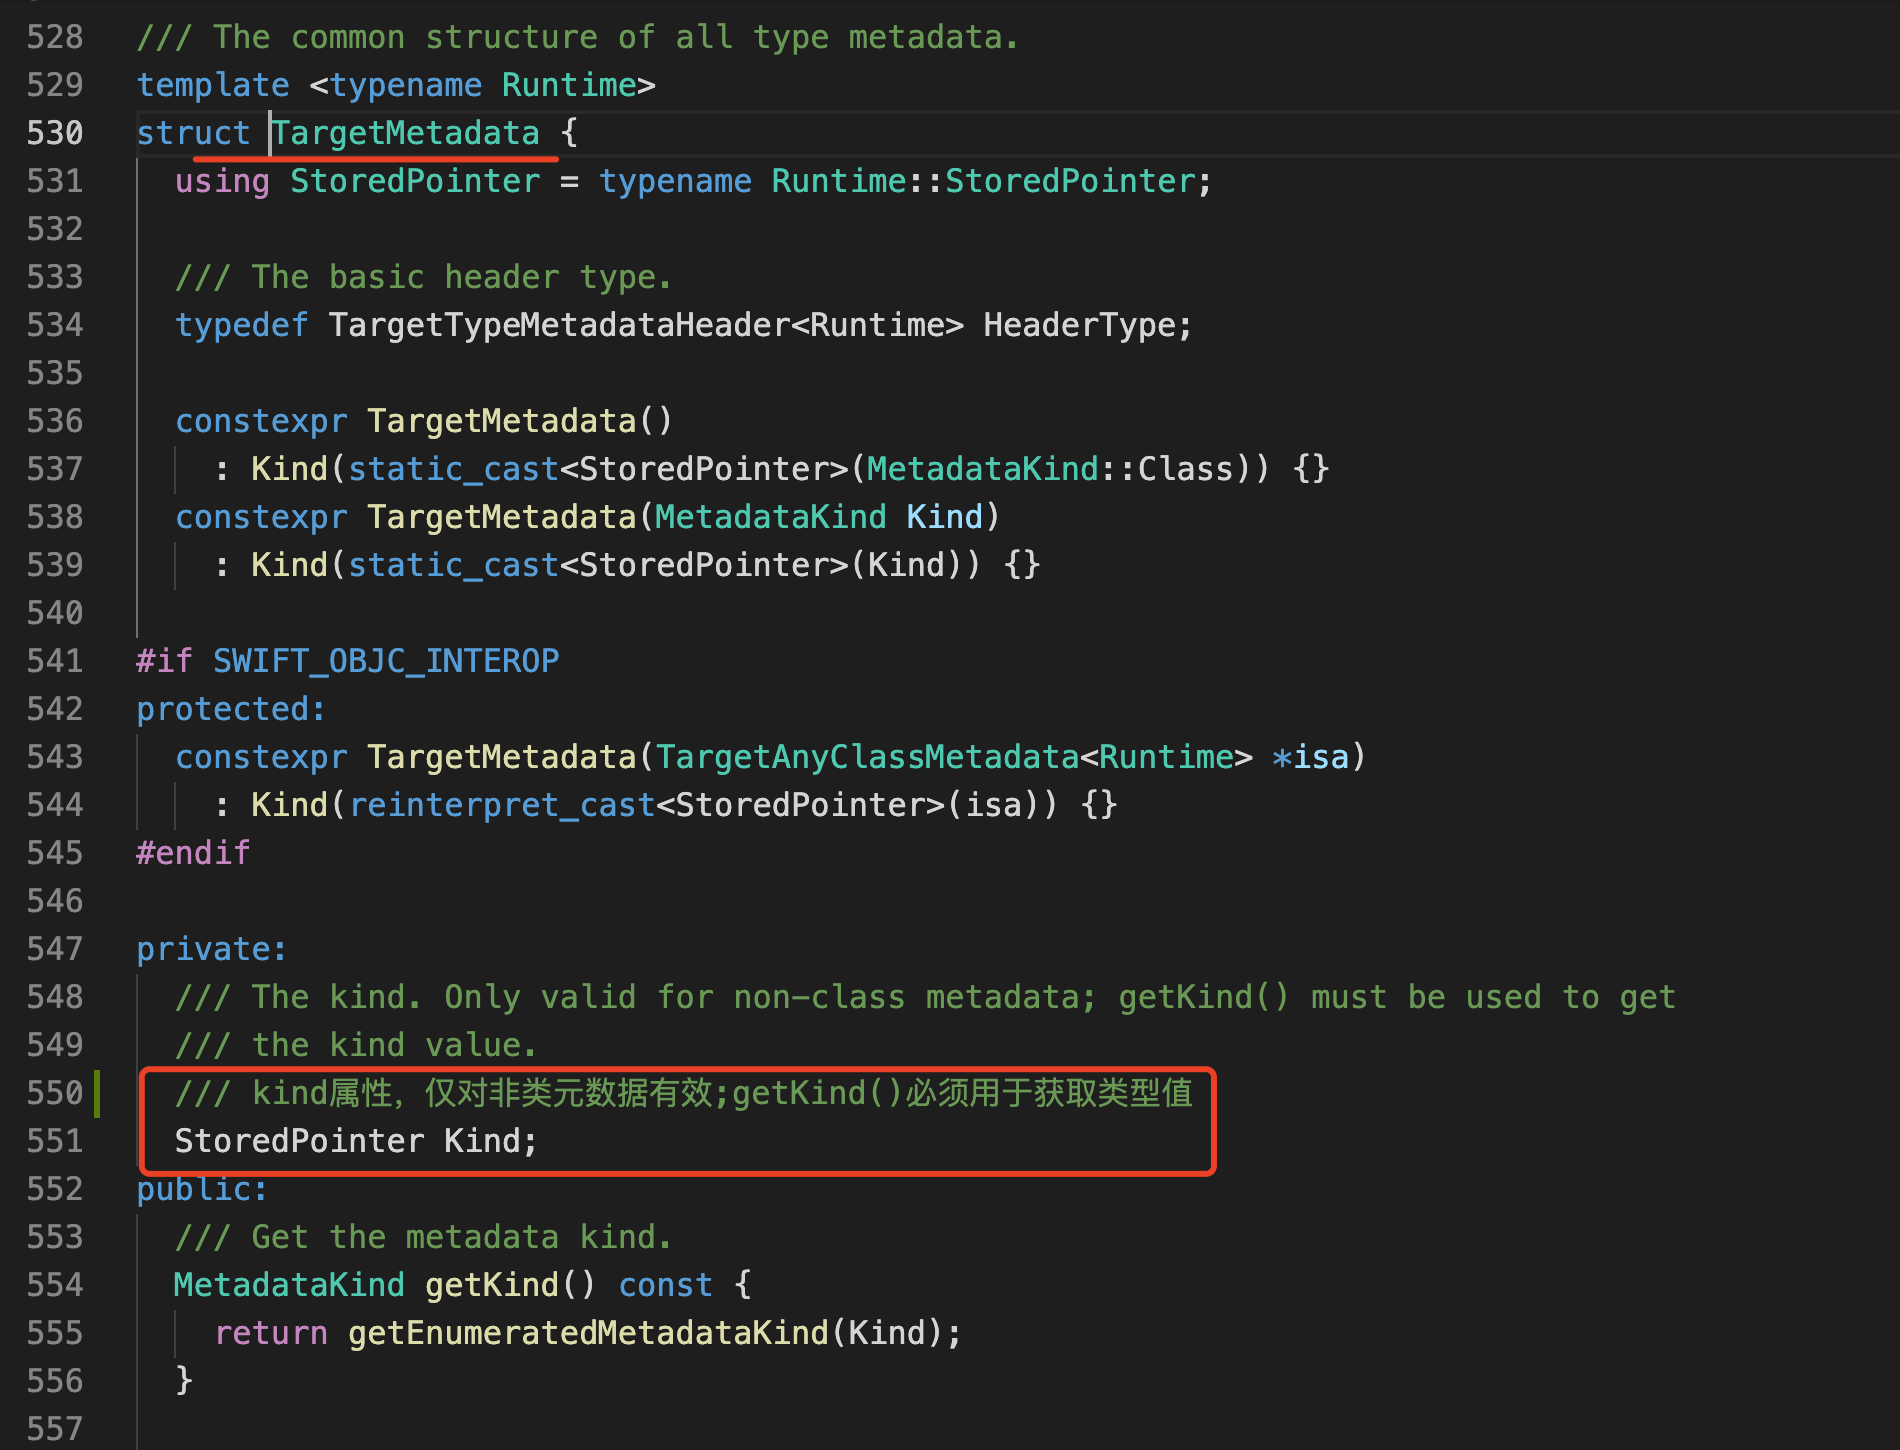 528 /// The common structure of all type metadata.
529 template <typename Runtime>
530 struct TargetMetadata {
531 using StoredPointer = typename Runtime::StoredPointer;
532
533 /// The basic header type.
534 typedef TargetTypeMetadataHeader<Runtime> HeaderType;
535
536 constexpr TargetMetadata()
537 : Kind(static_cast<StoredPointer>(MetadataKind::Class)) {}
538 constexpr TargetMetadata(MetadataKind Kind)
539 : Kind(static_cast<StoredPointer>(Kind)) {}
540
541 #if SWIFT_OBJC_INTEROP
542 protected:
543 constexpr TargetMetadata(TargetAnyClassMetadata<Runtime> *isa)
544 : Kind(reinterpret_cast<StoredPointer>(isa)) {}
545 #endif
546
547 private:
548 /// The kind. Only valid for non-class metadata; getKind() must be used to get
549 /// the kind value.
550 /// kind属性，仅对非类元数据有效;getKind()必须用于获取类型值
551 StoredPointer Kind;
552 public:
553 /// Get the metadata kind.
554 MetadataKind getKind() const {
555 return getEnumeratedMetadataKind(Kind);
556 }
557